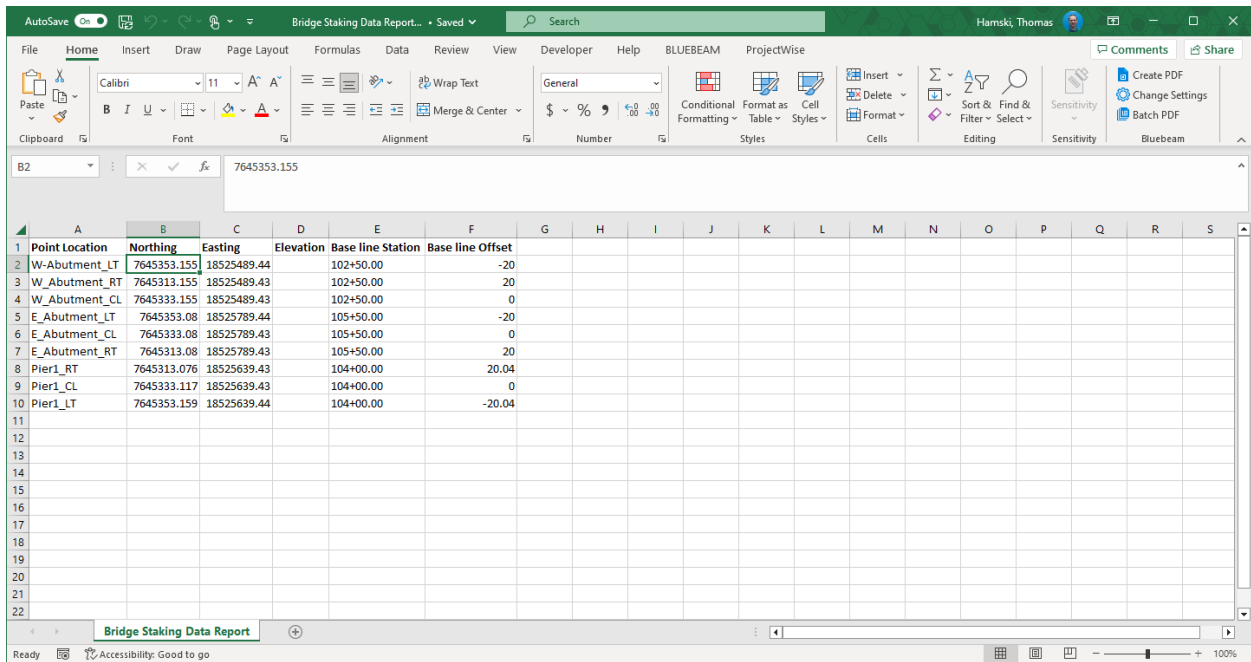 AutoSave On Bridge Staking Data Report... • Saved Search Hamski, Thomas
File Home Insert Draw Page Layout Formulas Data Review View Developer Help BLUEBEAM ProjectWise Comments Share
Paste
Clipboard
Calibri 11 A^ A˅
B I U A
Font
ab Wrap Text
Merge & Center
Alignment
General
$ % 9 .00
Number
Conditional Formatting
Format as Table
Cell Styles
Styles
Insert
Delete
Format
Cells
Sort & Filter
Find & Select
Editing
Sensitivity
Sensitivity
Create PDF
Change Settings
Batch PDF
Bluebeam
B2 fx 7645353.155
A B C D E F G H I J K L M N O P Q R S
1 Point Location Northing Easting Elevation Base line Station Base line Offset
2 W-Abutment_LT 7645353.155 18525489.44 102+50.00 -20
3 W_Abutment_RT 7645313.155 18525489.43 102+50.00 20
4 W_Abutment_CL 7645333.155 18525489.43 102+50.00 0
5 E_Abutment_LT 7645353.08 18525789.44 105+50.00 -20
6 E_Abutment_CL 7645333.08 18525789.43 105+50.00 0
7 E_Abutment_RT 7645313.08 18525789.43 105+50.00 20
8 Pier1_RT 7645313.076 18525639.43 104+00.00 20.04
9 Pier1_CL 7645333.117 18525639.43 104+00.00 0
10 Pier1_LT 7645353.159 18525639.44 104+00.00 -20.04
11
12
13
14
15
16
17
18
19
20
21
22
Bridge Staking Data Report
Ready Accessibility: Good to go 100%